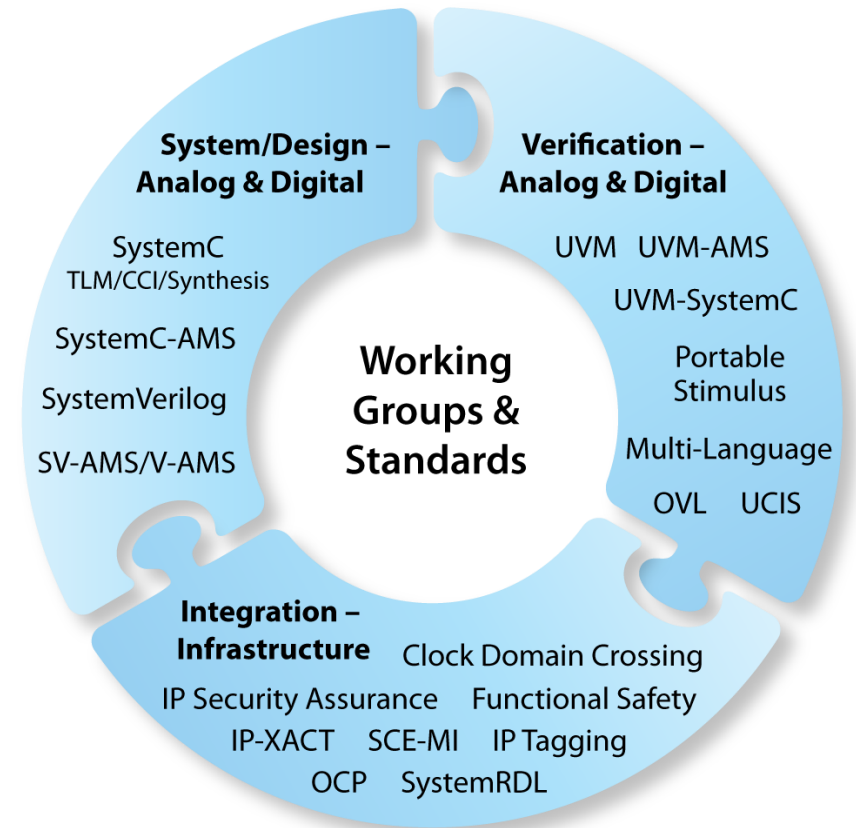 System/Design –
Analog & Digital
SystemC
TLM/CCI/Synthesis
SystemC-AMS
SystemVerilog
SV-AMS/V-AMS
Verification –
Analog & Digital
UVM UVM-AMS
UVM-SystemC
Portable
Stimulus
Multi-Language
OVL UCIS
Working
Groups &
Standards
Integration –
Infrastructure
Clock Domain Crossing
IP Security Assurance Functional Safety
IP-XACT SCE-MI IP Tagging
OCP SystemRDL